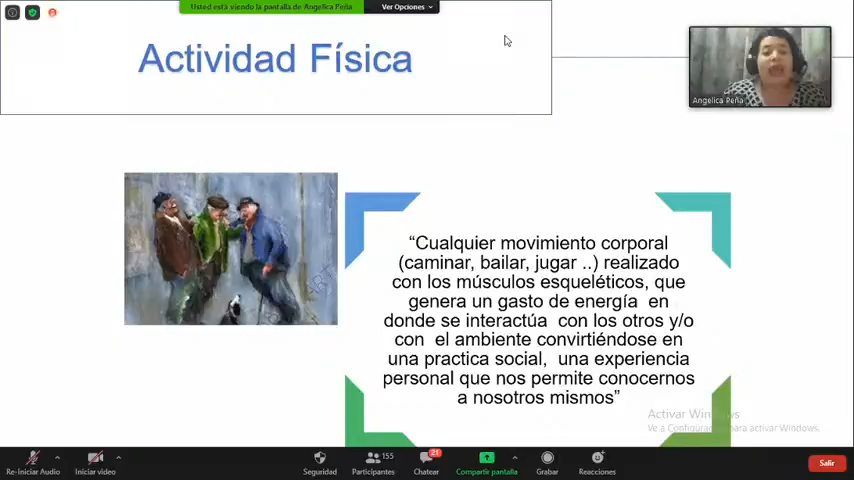 Usted está viendo la pantalla de Angelica Peña
Ver Opciones
Actividad Física
Angelica Peña
“Cualquier movimiento corporal
(caminar, bailar, jugar ..) realizado
con los músculos esqueléticos, que
genera un gasto de energía en
donde se interactúa con los otros y/o
con el ambiente convirtiéndose en
una practica social, una experiencia
personal que nos permite conocernos
a nosotros mismos”
Activar Windows
Ve a Configuración para activar Windows.
Re-Iniciar Audio
Iniciar video
Seguridad
155
Participantes
21
Chatear
Compartir pantalla
Grabar
Reacciones
Salir